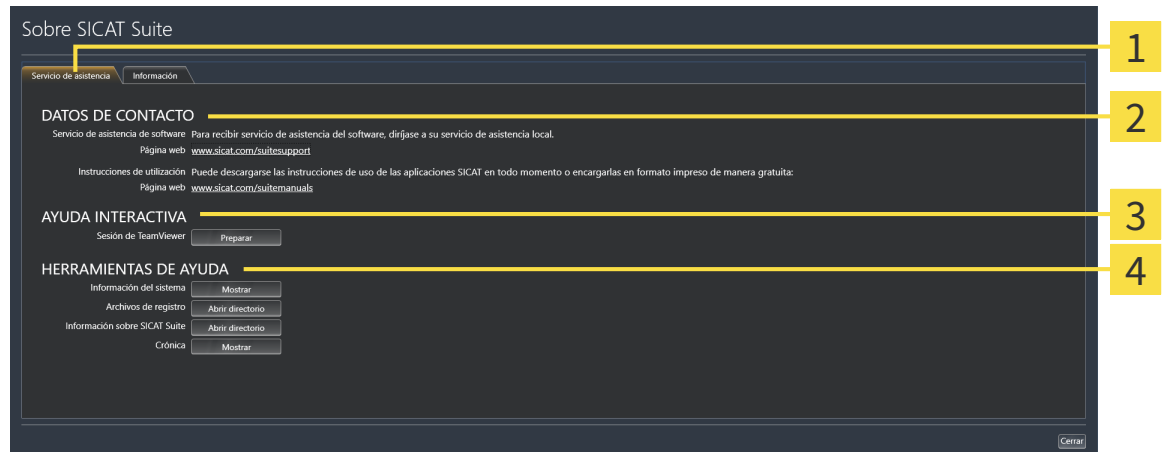 Sobre SICAT Suite
1
Servicio de asistencia Información
DATOS DE CONTACTO
2
Servicio de asistencia de software Para recibir servicio de asistencia del software, diríjase a su servicio de asistencia local.
Página web www.sicat.com/suitesupport
Instrucciones de utilización Puede descargarse las instrucciones de uso de las aplicaciones SICAT en todo momento o encargarlas en formato impreso de manera gratuita:
Página web www.sicat.com/suitemanuals
AYUDA INTERACTIVA
3
Sesión de TeamViewer Preparar
HERRAMIENTAS DE AYUDA
4
Información del sistema Mostrar
Archivos de registro Abrir directorio
Información sobre SICAT Suite Abrir directorio
Crónica Mostrar
Cerrar